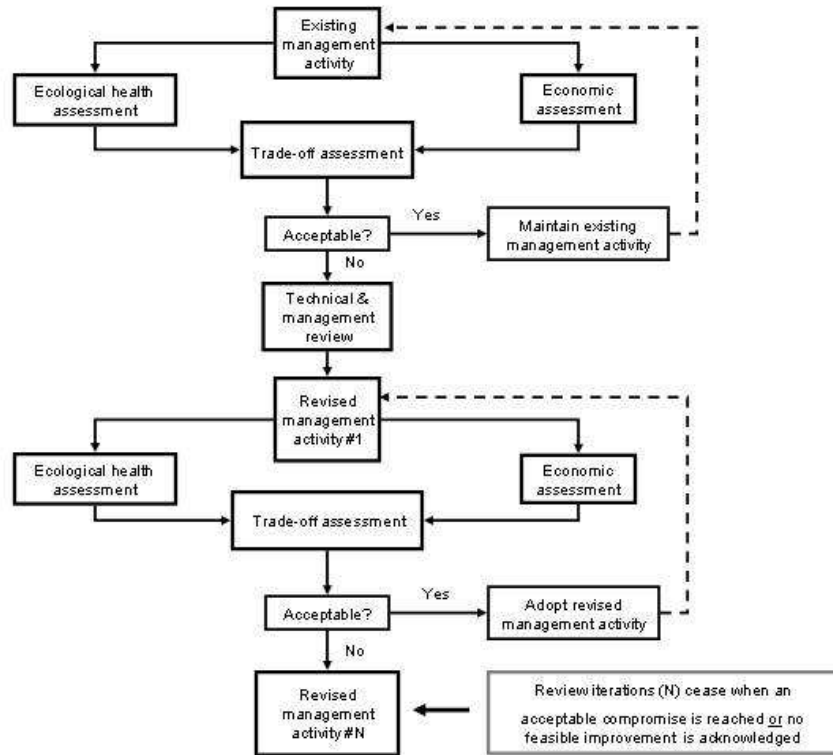 Existing
management
activity
Ecological health
assessment
Economic
assessment
Trade-off assessment
Acceptable?
Yes
Maintain existing
management activity
No
Technical &
management
review
Revised
management
activity #1
Ecological health
assessment
Economic
assessment
Trade-off assessment
Acceptable?
Yes
Adopt revised
management activity
No
Revised
management
activity #N
Review iterations (N) cease when an
acceptable compromise is reached or no
feasible improvement is acknowledged